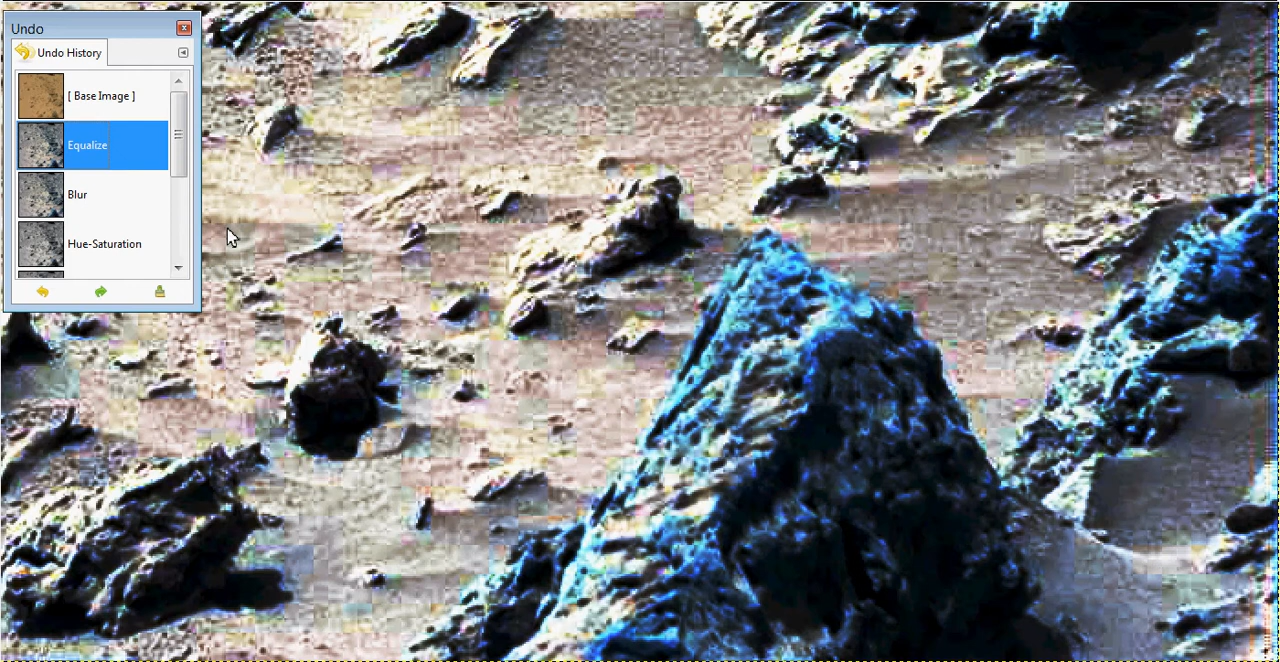 Undo
Undo History
[ Base Image ]
Equalize
Blur
Hue-Saturation